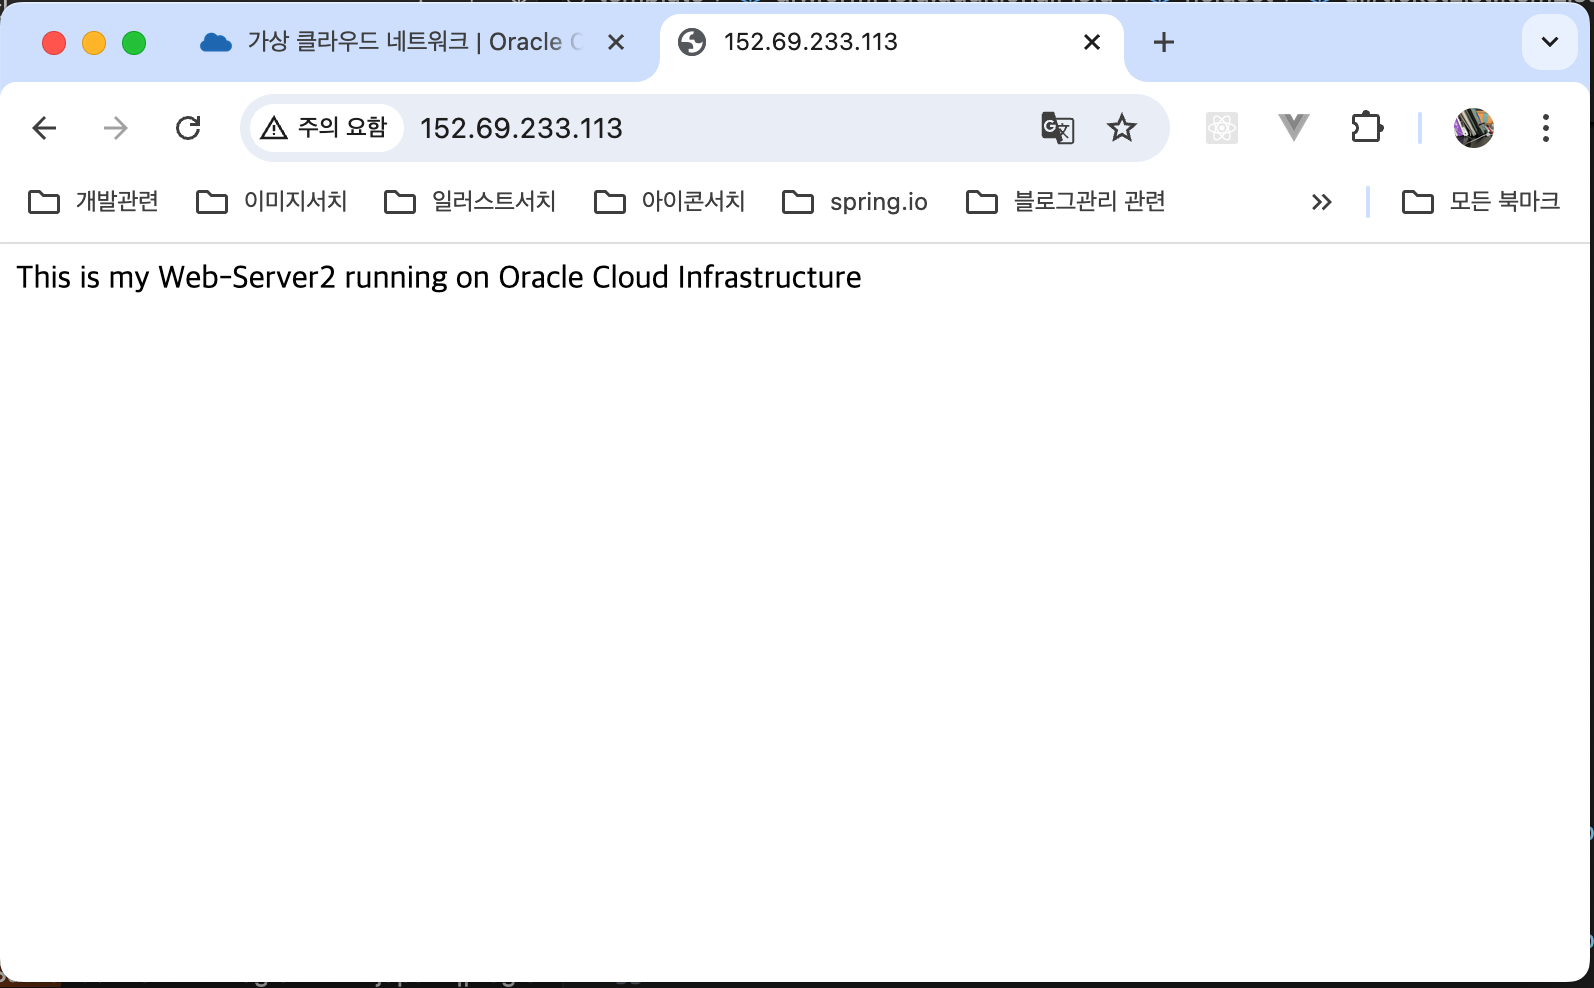 가상 클라우드 네트워크 | Oracle
152.69.233.113
주의 요함
152.69.233.113
개발관련
이미지서치
일러스트서치
아이콘서치
spring.io
블로그관리 관련
모든 북마크
This is my Web-Server2 running on Oracle Cloud Infrastructure